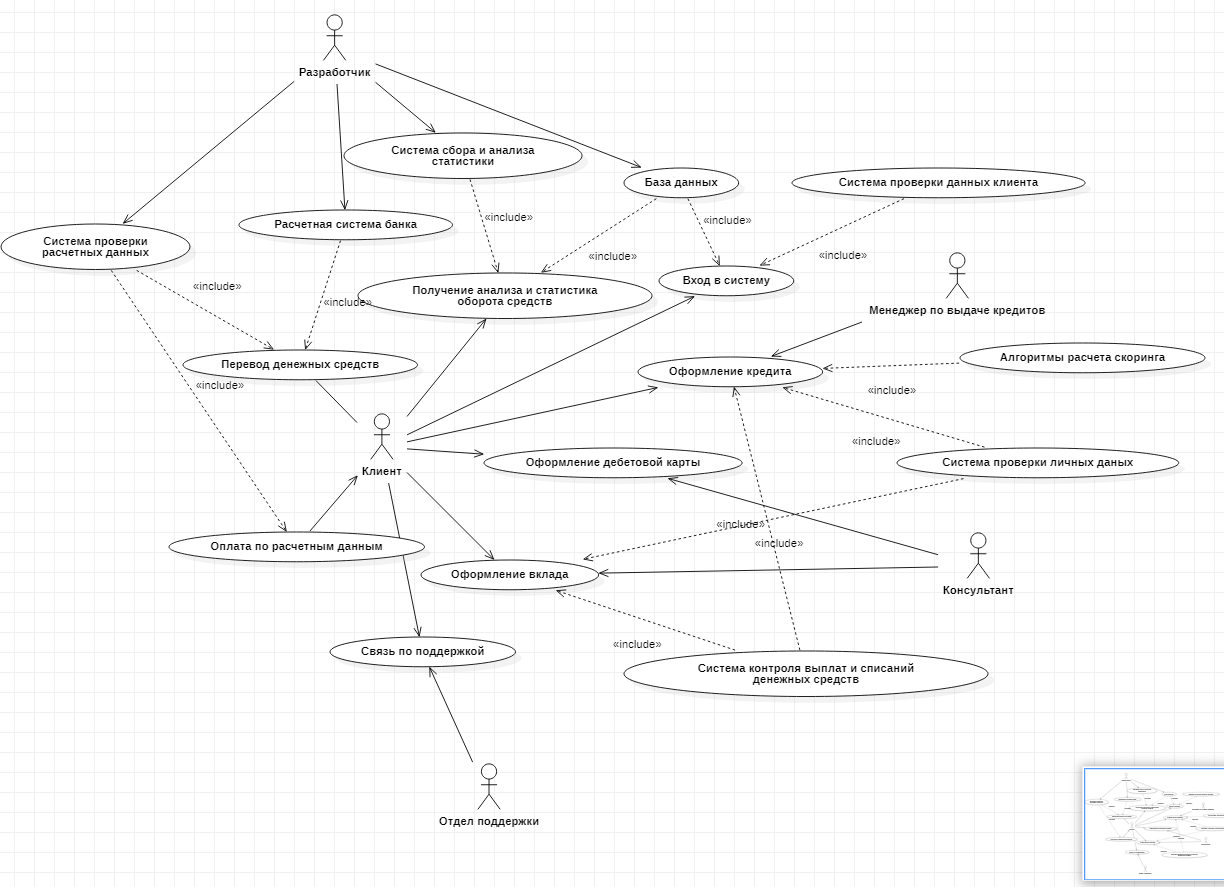 Разработчик
Система сбора и анализа
статистики
База данных
Система проверки данных клиента
«include»
«include»
Расчетная система банка
Система проверки
расчетных данных
«include»
«include»
Вход в систему
«include»
Получение анализа и статистика
оборота средств
«include»
Менеджер по выдаче кредитов
Алгоритмы расчета скоринга
Перевод денежных средств
Оформление кредита
«include»
«include»
«include»
Оформление дебетовой карты
Система проверки личных даных
Клиент
«include»
«include»
Оплата по расчетным данным
Оформление вклада
Консультант
«include»
Связь по поддержкой
Система контроля выплат и списаний
денежных средств
Отдел поддержки